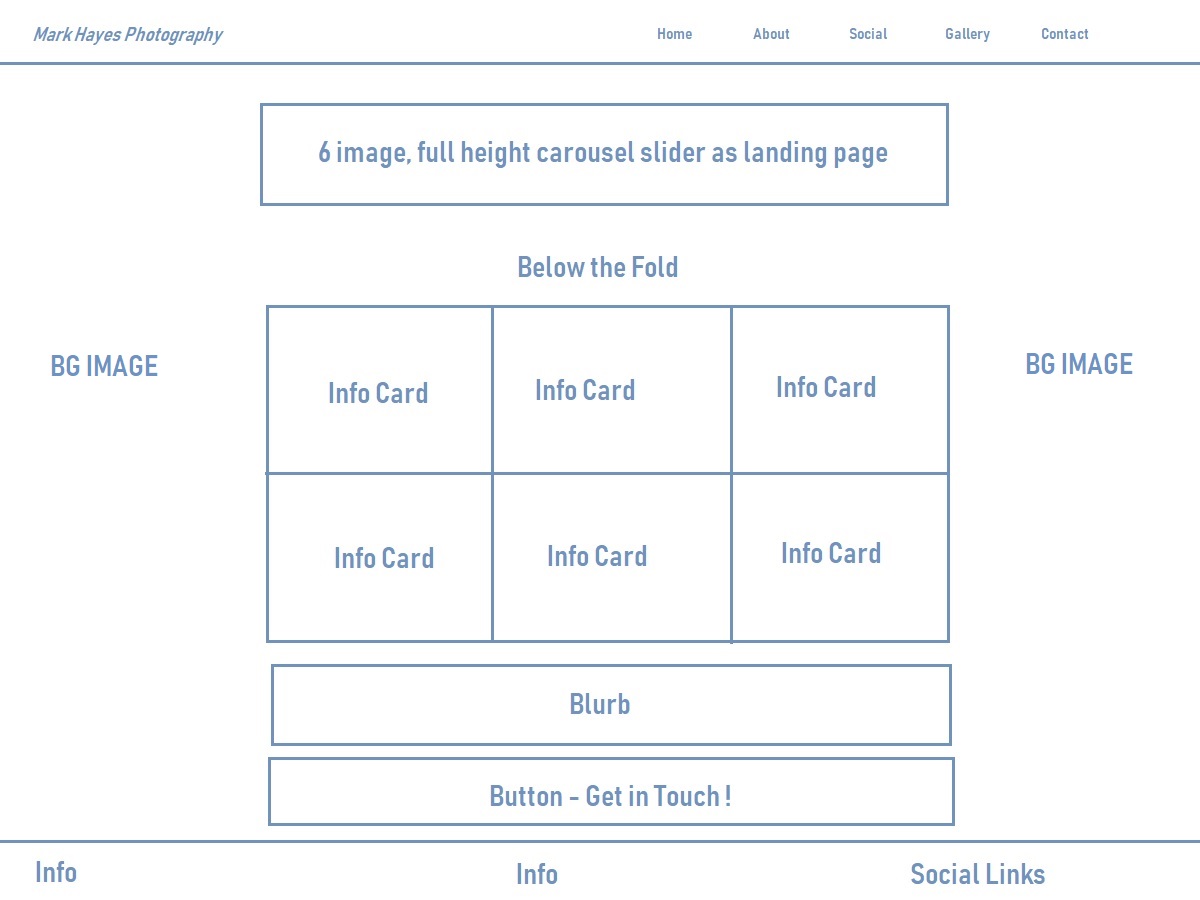 Mark Hayes Photography
Home About Social Gallery Contact
6 image, full height carousel slider as landing page
Below the Fold
BG IMAGE
BG IMAGE
Info Card Info Card Info Card
Info Card Info Card Info Card
Blurb
Button - Get in Touch !
Info Info Social Links